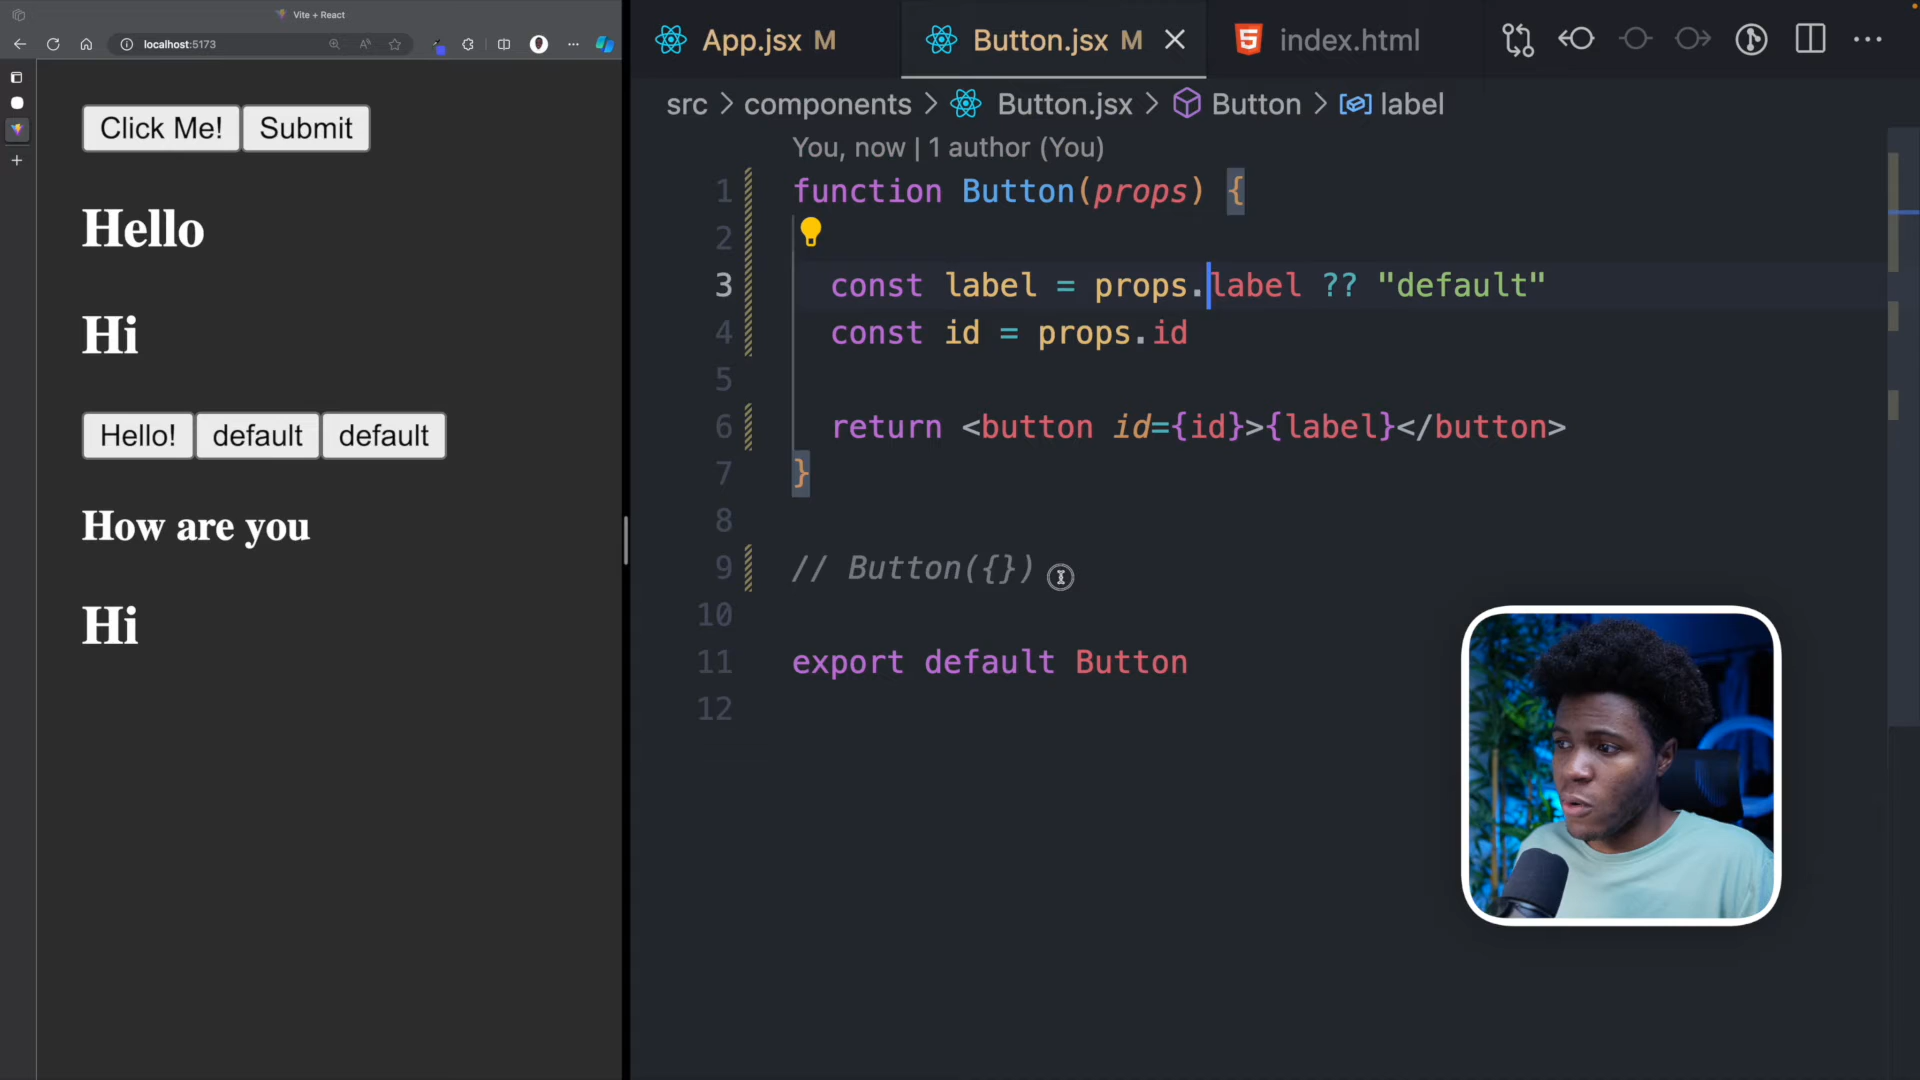 Vite + React
localhost:5173
Click Me! Submit
Hello
Hi
Hello! default default
How are you
Hi
App.jsx M Button.jsx M index.html
src > components > Button.jsx > Button > label
You, now | 1 author (You)
1 function Button(props) {
2
3 const label = props.label ?? "default"
4 const id = props.id
5
6 return <button id={id}>{label}</button>
7 }
8
9 // Button({})
10
11 export default Button
12